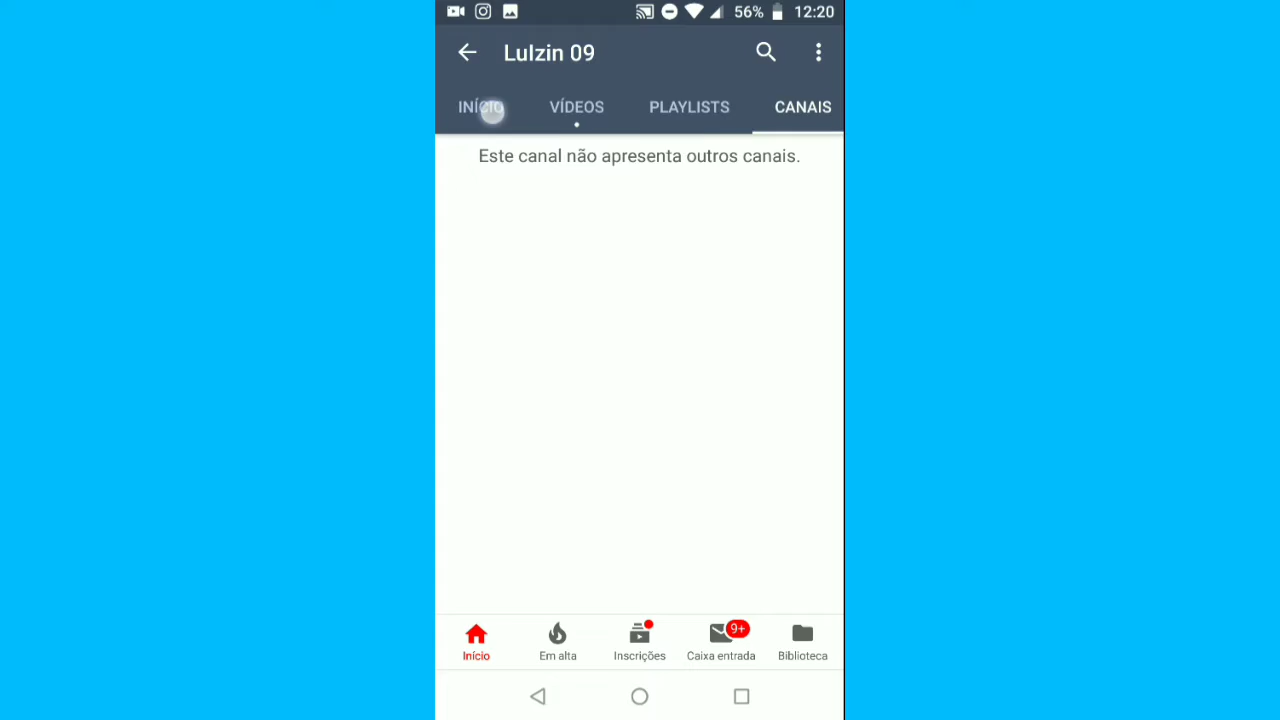 56% 12:20
Lulzin 09
INÍCIO VÍDEOS PLAYLISTS CANAIS
Este canal não apresenta outros canais.
9+
Início Em alta Inscrições Caixa entrada Biblioteca